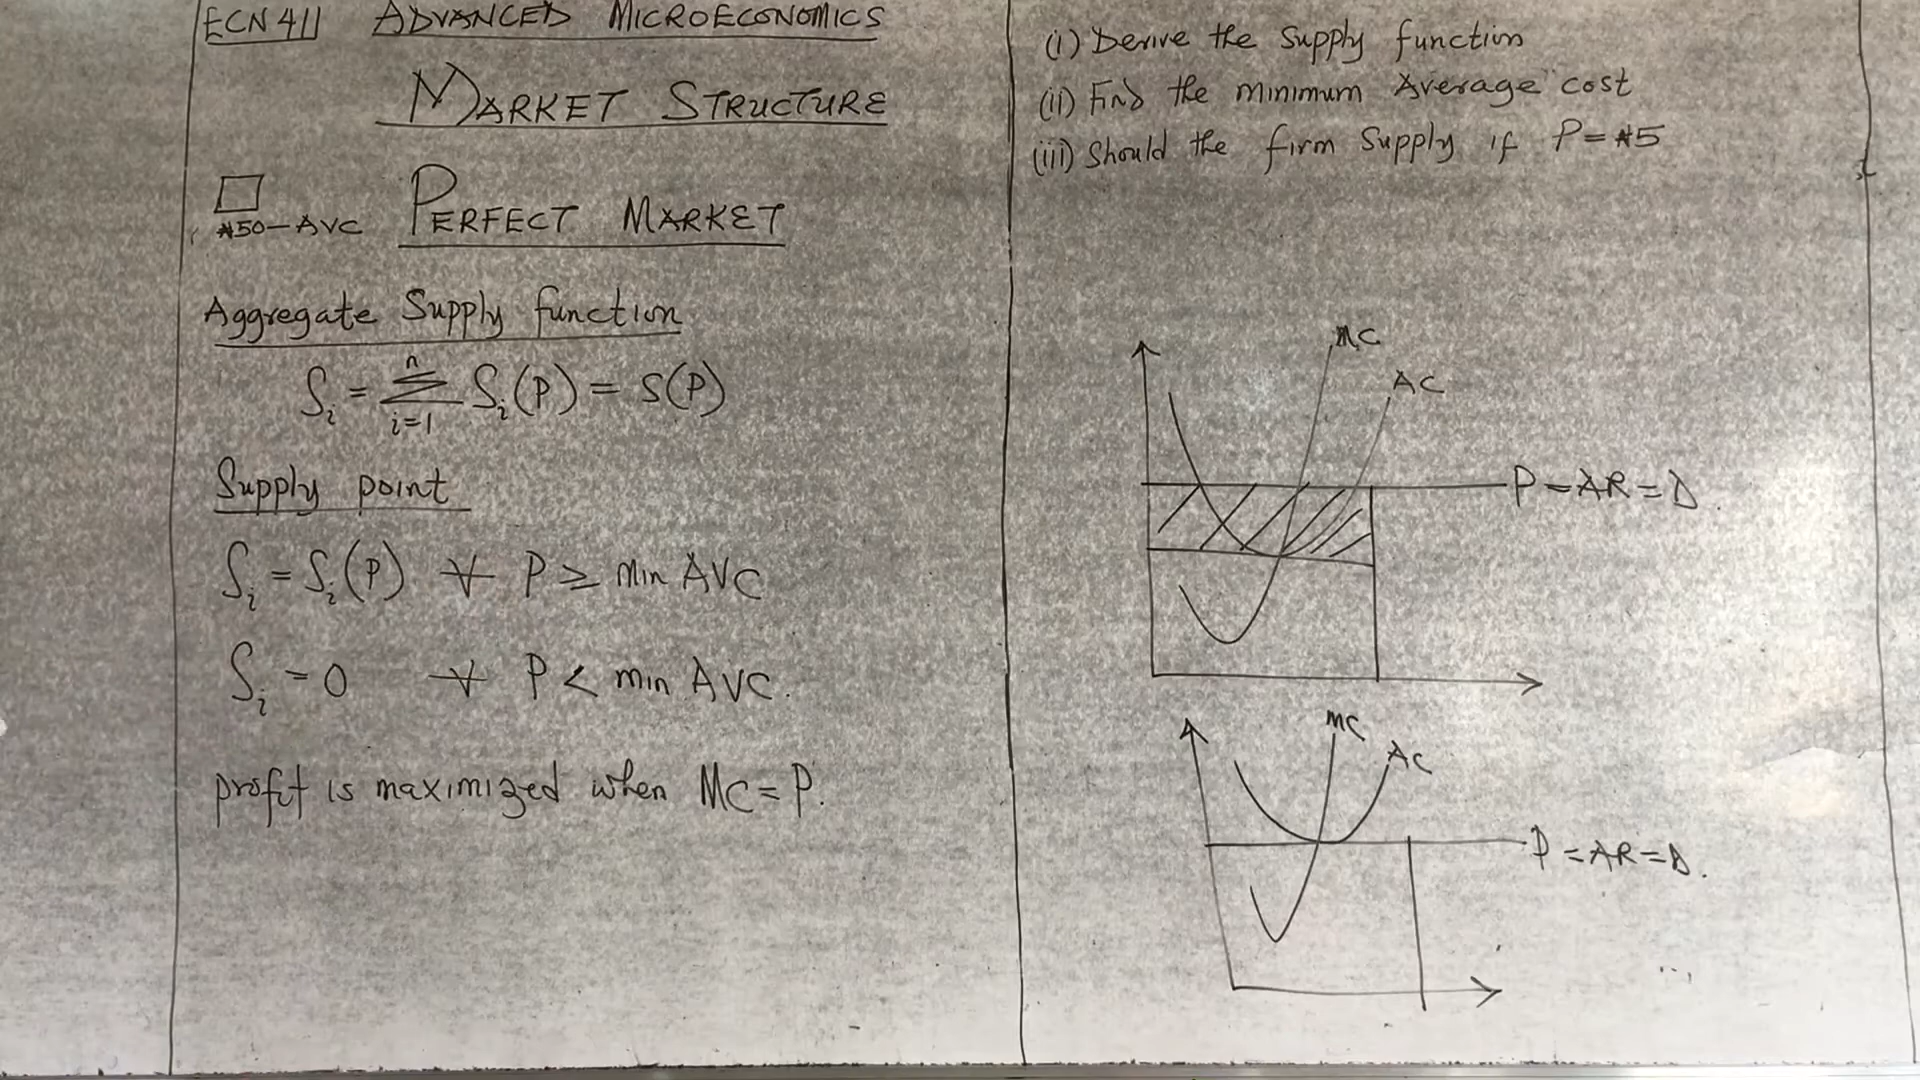 ECN 411 ADVANCED MICROECONOMICS
MARKET STRUCTURE
₦50-AVC PERFECT MARKET
Aggregate Supply function
Sᵢ = Σⁿᵢ₌₁ Sᵢ(P) = S(P)
Supply point
Sᵢ = Sᵢ(P) ∀ P ≥ min AVC
Sᵢ = 0 ∀ P < min AVC.
profit is maximized when MC = P.
(i) Derive the supply function
(ii) Find the minimum Average cost
(iii) Should the firm supply if P = ₦5
MC
AC
P = AR = D.
MC
AC
P = AR = D.